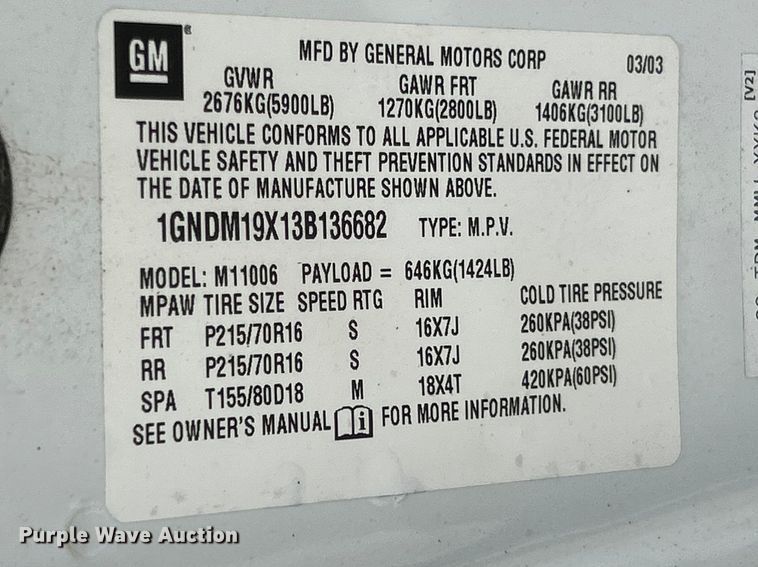 GM
MFD BY GENERAL MOTORS CORP 03/03
GVWR GAWR FRT GAWR RR
2676KG(5900LB) 1270KG(2800LB) 1406KG(3100LB)
THIS VEHICLE CONFORMS TO ALL APPLICABLE U.S. FEDERAL MOTOR
VEHICLE SAFETY AND THEFT PREVENTION STANDARDS IN EFFECT ON
THE DATE OF MANUFACTURE SHOWN ABOVE.
1GNDM19X13B136682 TYPE: M.P.V.
MODEL: M11006 PAYLOAD = 646KG(1424LB)
MPAW TIRE SIZE SPEED RTG RIM COLD TIRE PRESSURE
FRT P215/70R16 S 16X7J 260KPA(38PSI)
RR P215/70R16 S 16X7J 260KPA(38PSI)
SPA T155/80D18 M 18X4T 420KPA(60PSI)
SEE OWNER'S MANUAL i FOR MORE INFORMATION.
[V2]
Purple Wave Auction